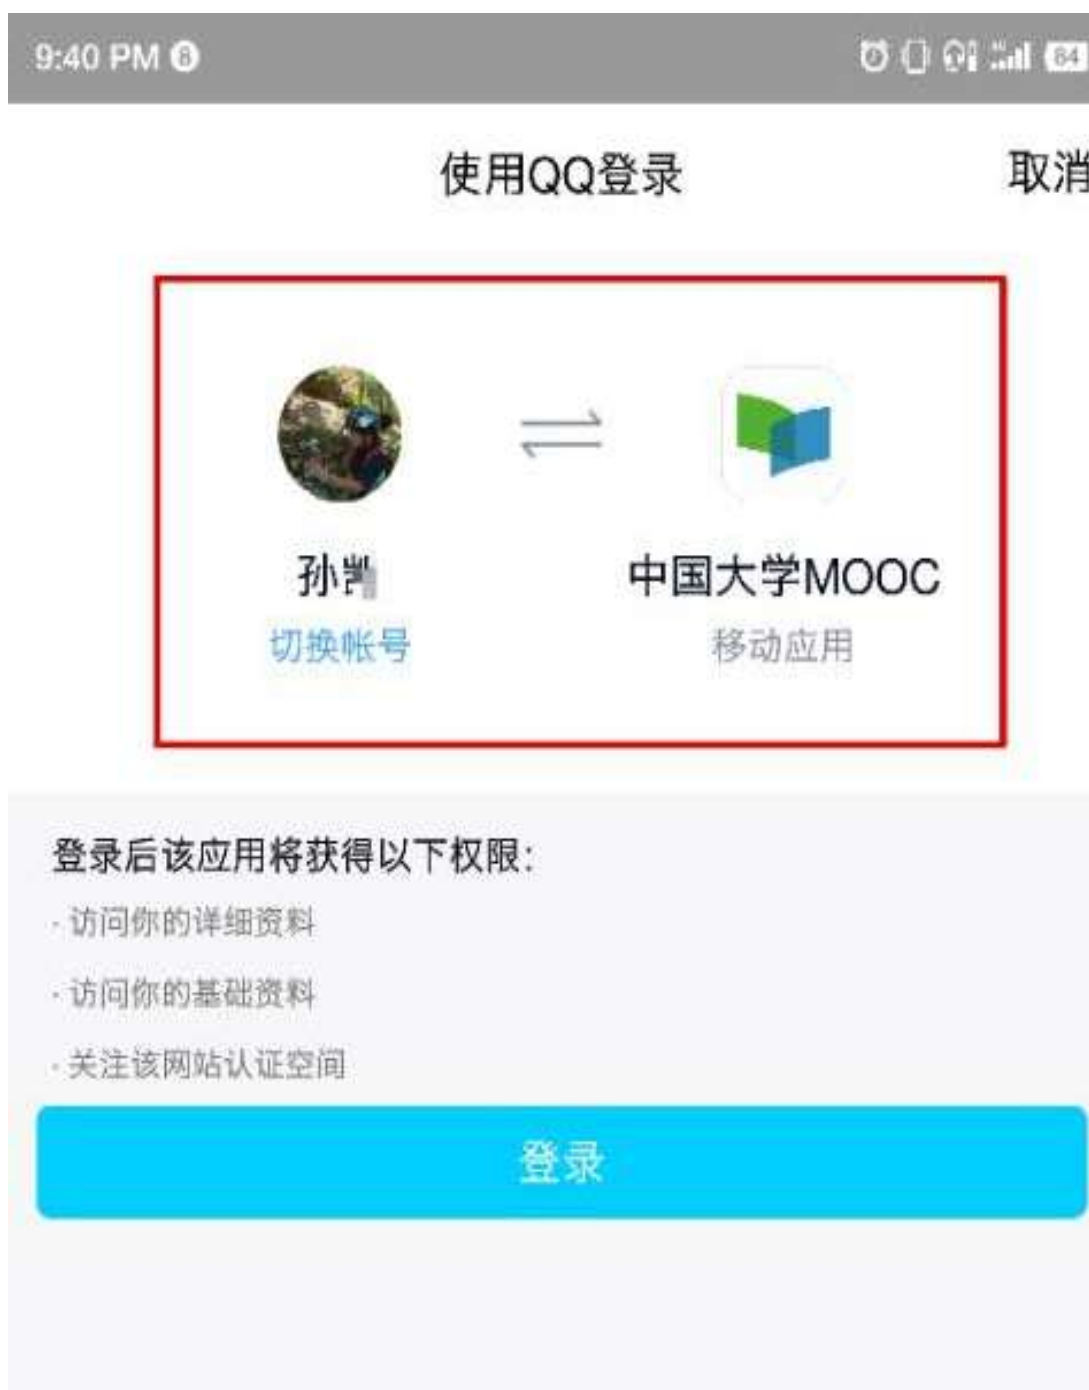 9:40 PM 8 64
使用QQ登录 取消
孙
中国大学MOOC
切换帐号
移动应用
登录后该应用将获得以下权限：
· 访问你的详细资料
· 访问你的基础资料
· 关注该网站认证空间
登录